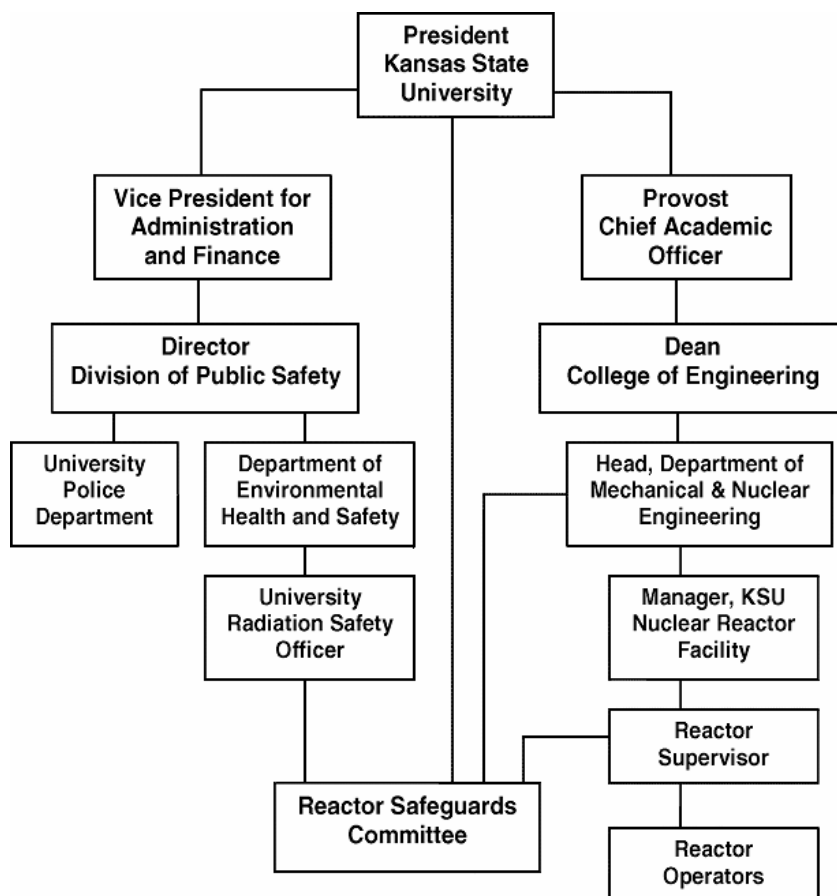 President
Kansas State
University
Vice President for
Administration
and Finance
Provost
Chief Academic
Officer
Director
Division of Public Safety
Dean
College of Engineering
University
Police
Department
Department of
Environmental
Health and Safety
Head, Department of
Mechanical & Nuclear
Engineering
University
Radiation Safety
Officer
Manager, KSU
Nuclear Reactor
Facility
Reactor
Supervisor
Reactor Safeguards
Committee
Reactor
Operators